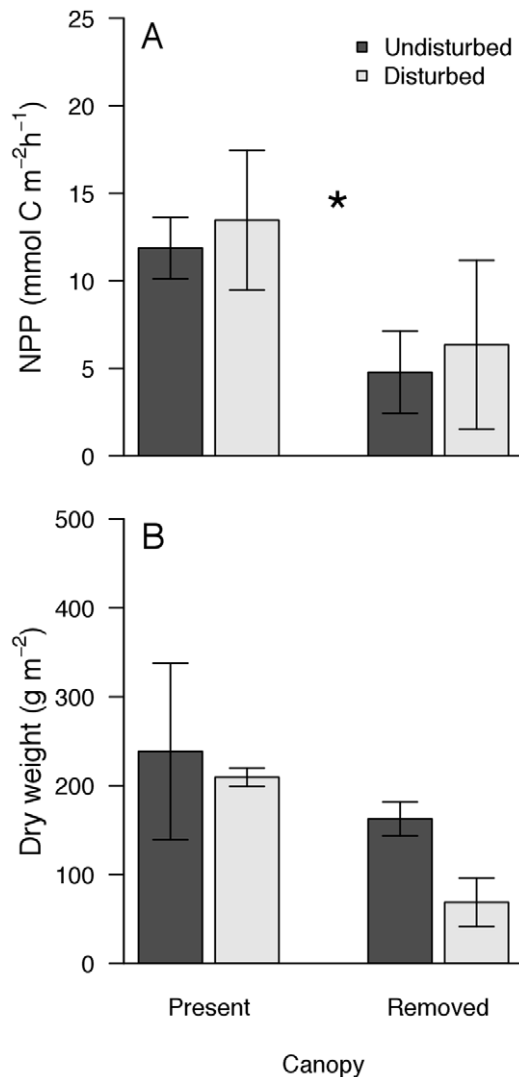 A
Undisturbed
Disturbed
25
20
15
10
5
0
NPP (mmol C m⁻²h⁻¹)
*
B
500
400
300
200
100
0
Dry weight (g m⁻²)
Present Removed
Canopy